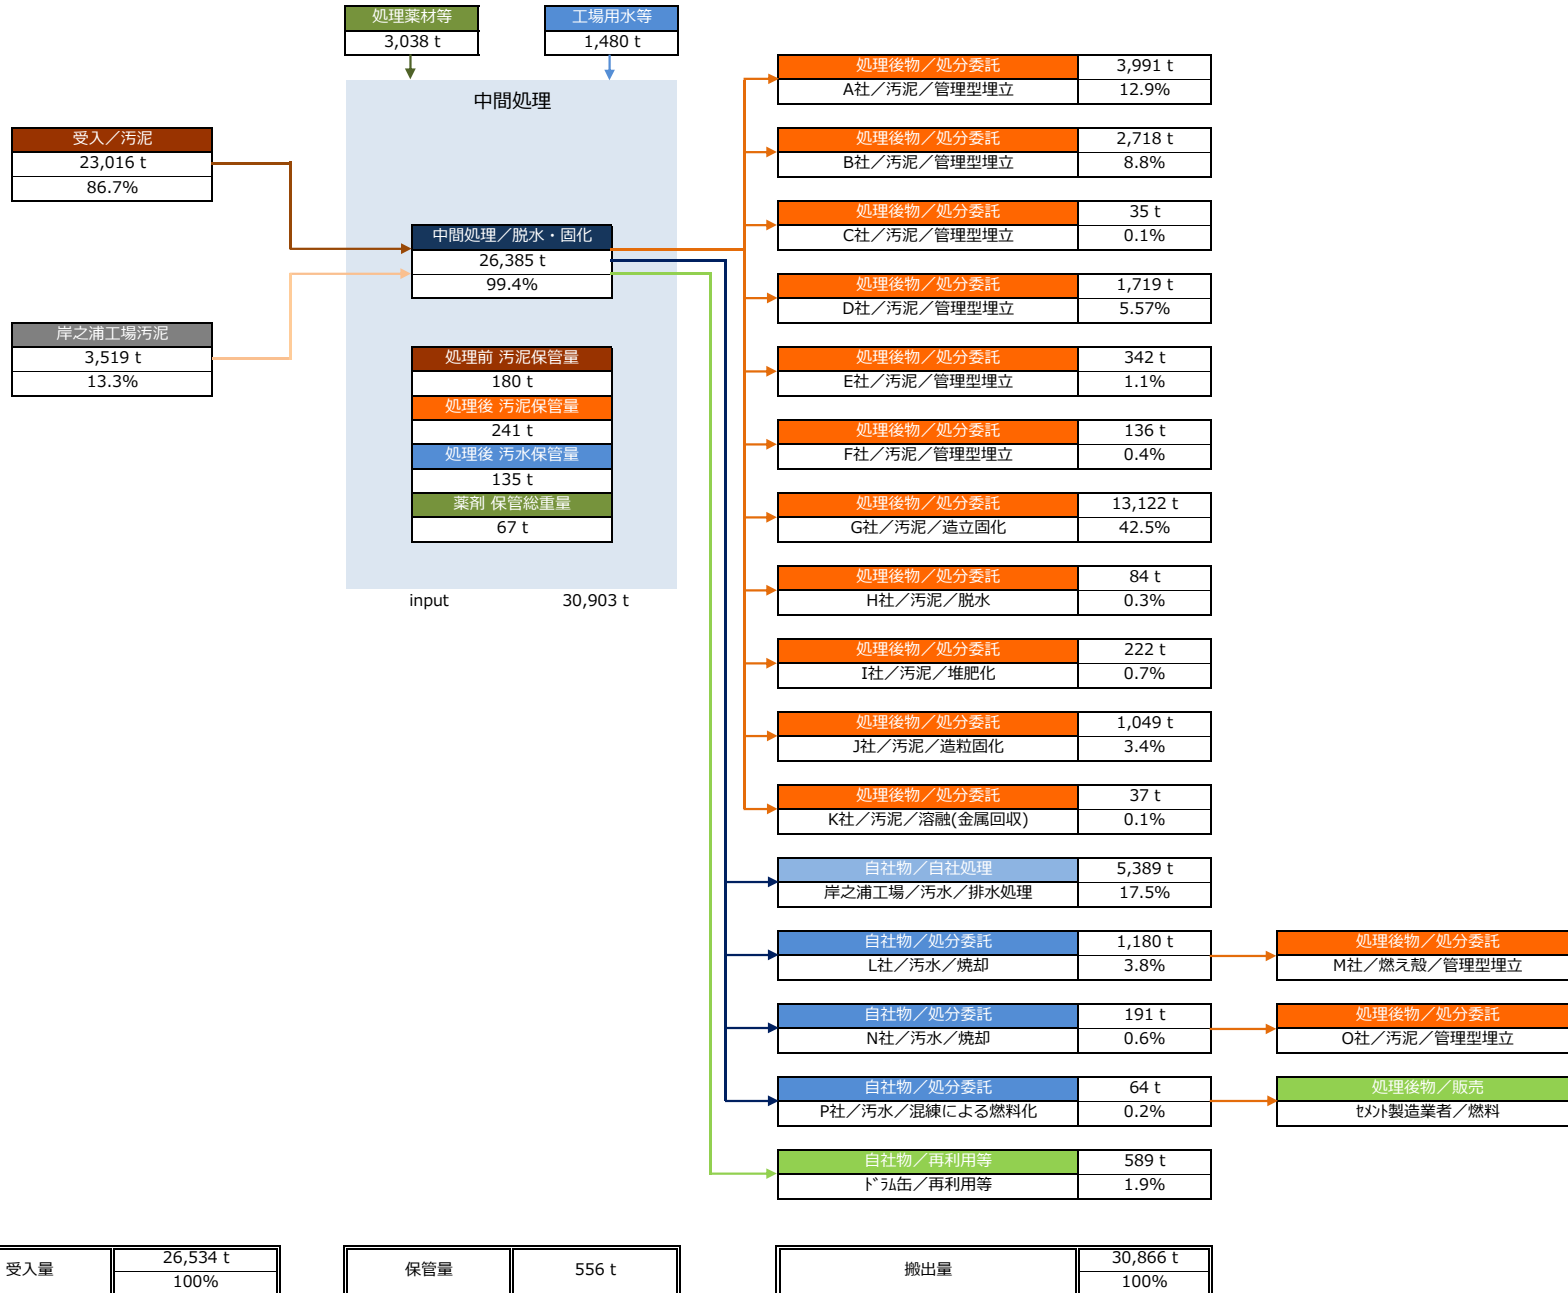 処理薬材等
3,038 t
工場用水等
1,480 t
中間処理
受入／汚泥
23,016 t
86.7%
岸之浦工場汚泥
3,519 t
13.3%
中間処理／脱水・固化
26,385 t
99.4%
処理前 汚泥保管量
180 t
処理後 汚泥保管量
241 t
処理後 汚水保管量
135 t
薬剤 保管総重量
67 t
input 30,903 t
処理後物／処分委託 3,991 t
A社／汚泥／管理型埋立 12.9%
処理後物／処分委託 2,718 t
B社／汚泥／管理型埋立 8.8%
処理後物／処分委託 35 t
C社／汚泥／管理型埋立 0.1%
処理後物／処分委託 1,719 t
D社／汚泥／管理型埋立 5.57%
処理後物／処分委託 342 t
E社／汚泥／管理型埋立 1.1%
処理後物／処分委託 136 t
F社／汚泥／管理型埋立 0.4%
処理後物／処分委託 13,122 t
G社／汚泥／造立固化 42.5%
処理後物／処分委託 84 t
H社／汚泥／脱水 0.3%
処理後物／処分委託 222 t
I社／汚泥／堆肥化 0.7%
処理後物／処分委託 1,049 t
J社／汚泥／造粒固化 3.4%
処理後物／処分委託 37 t
K社／汚泥／溶融(金属回収) 0.1%
自社物／自社処理 5,389 t
岸之浦工場／汚水／排水処理 17.5%
自社物／処分委託 1,180 t
L社／汚水／焼却 3.8%
処理後物／処分委託
M社／燃え殻／管理型埋立
自社物／処分委託 191 t
N社／汚水／焼却 0.6%
処理後物／処分委託
O社／汚泥／管理型埋立
自社物／処分委託 64 t
P社／汚水／混練による燃料化 0.2%
処理後物／販売
ｾﾒﾝﾄ製造業者／燃料
自社物／再利用等 589 t
ﾄﾞﾗﾑ缶／再利用等 1.9%
受入量 26,534 t
100%
保管量 556 t
搬出量 30,866 t
100%